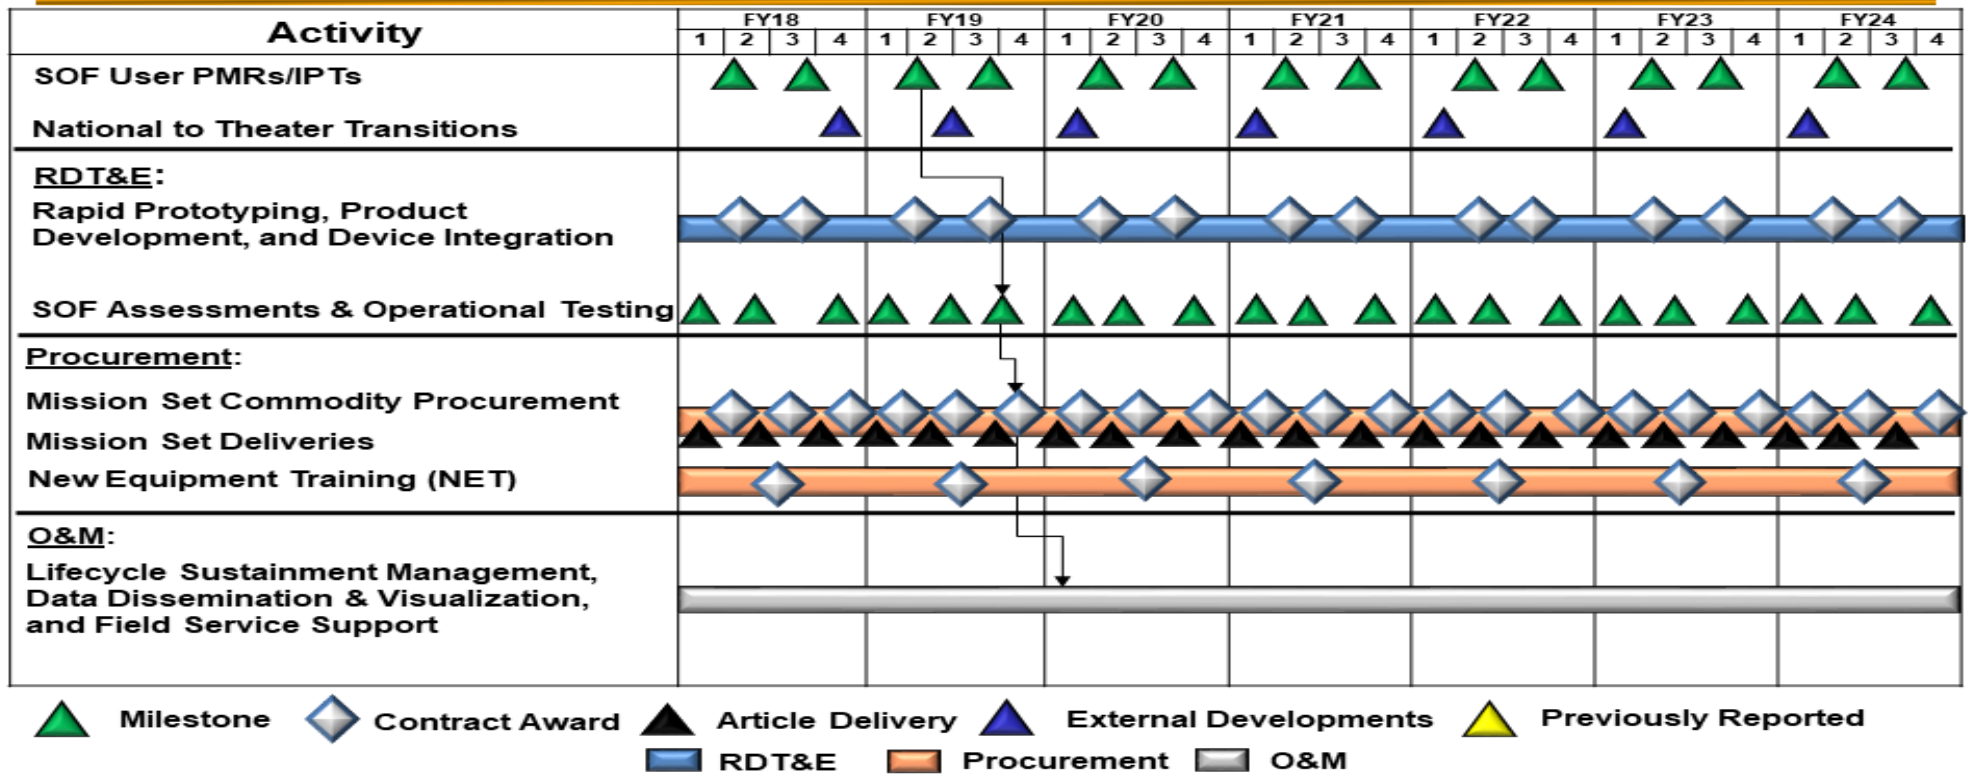 Activity
FY18 FY19 FY20 FY21 FY22 FY23 FY24
1 2 3 4 1 2 3 4 1 2 3 4 1 2 3 4 1 2 3 4 1 2 3 4 1 2 3 4
SOF User PMRs/IPTs
National to Theater Transitions
RDT&E:
Rapid Prototyping, Product
Development, and Device Integration
SOF Assessments & Operational Testing
Procurement:
Mission Set Commodity Procurement
Mission Set Deliveries
New Equipment Training (NET)
O&M:
Lifecycle Sustainment Management,
Data Dissemination & Visualization,
and Field Service Support
Milestone Contract Award Article Delivery External Developments Previously Reported
RDT&E Procurement O&M